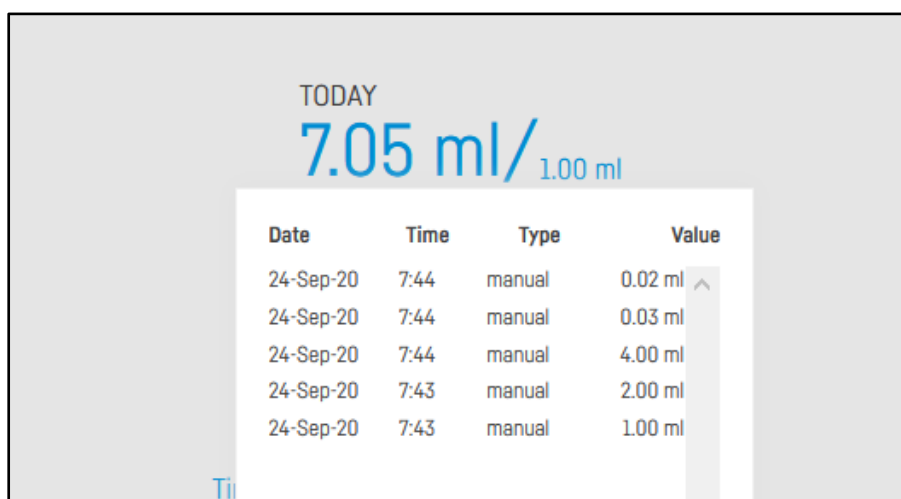 TODAY
7.05 ml/ 1.00 ml
Date Time Type Value
24-Sep-20 7:44 manual 0.02 ml
24-Sep-20 7:44 manual 0.03 ml
24-Sep-20 7:44 manual 4.00 ml
24-Sep-20 7:43 manual 2.00 ml
24-Sep-20 7:43 manual 1.00 ml